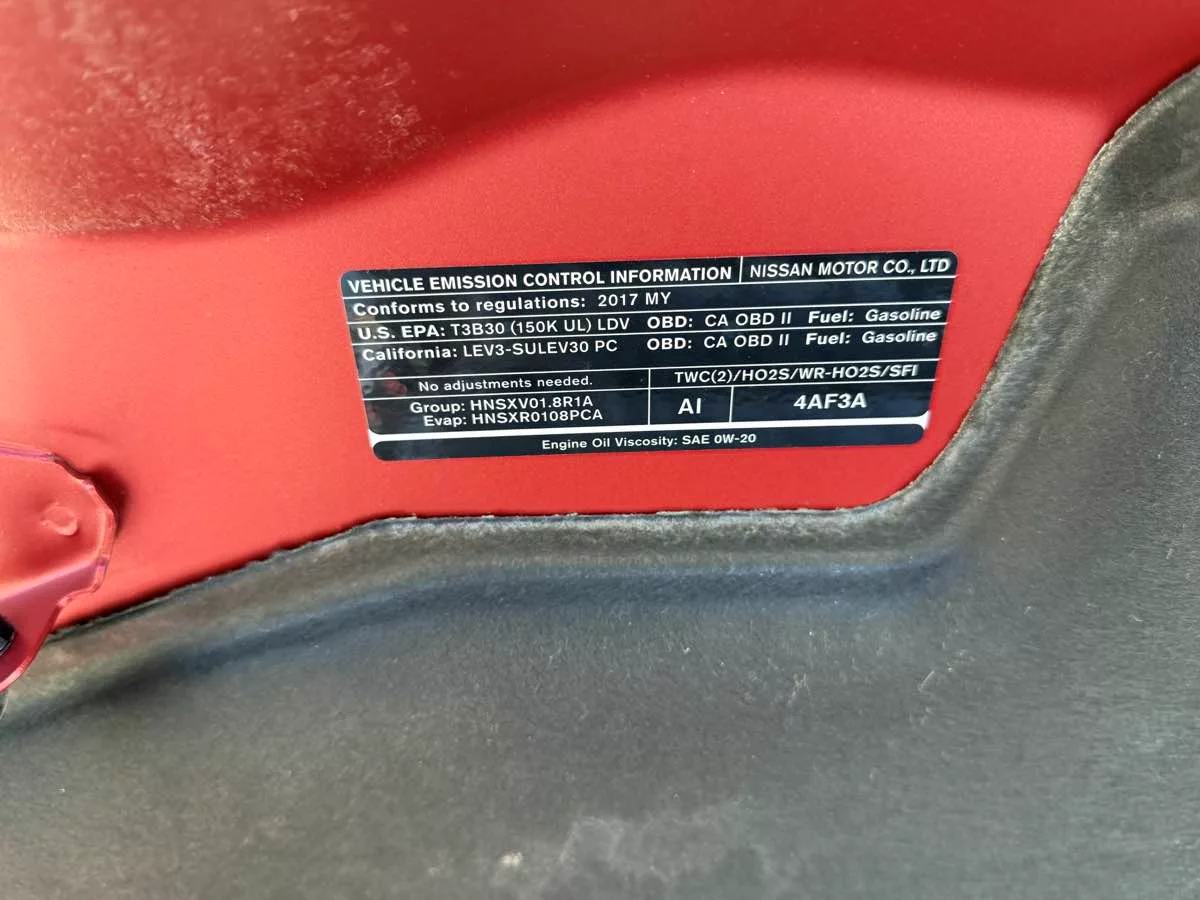 VEHICLE EMISSION CONTROL INFORMATION NISSAN MOTOR CO., LTD
Conforms to regulations: 2017 MY
U.S. EPA: T3B30 (150K UL) LDV OBD: CA OBD II Fuel: Gasoline
California: LEV3-SULEV30 PC OBD: CA OBD II Fuel: Gasoline
No adjustments needed. TWC(2)/HO2S/WR-HO2S/SFI
Group: HNSXV01.8R1A
Evap: HNSXR0108PCA
AI 4AF3A
Engine Oil Viscosity: SAE 0W-20